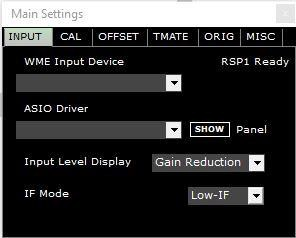 Main Settings
INPUT CAL OFFSET TMATE ORIG MISC
WME Input Device RSP1 Ready
ASIO Driver
SHOW Panel
Input Level Display Gain Reduction
IF Mode Low-IF